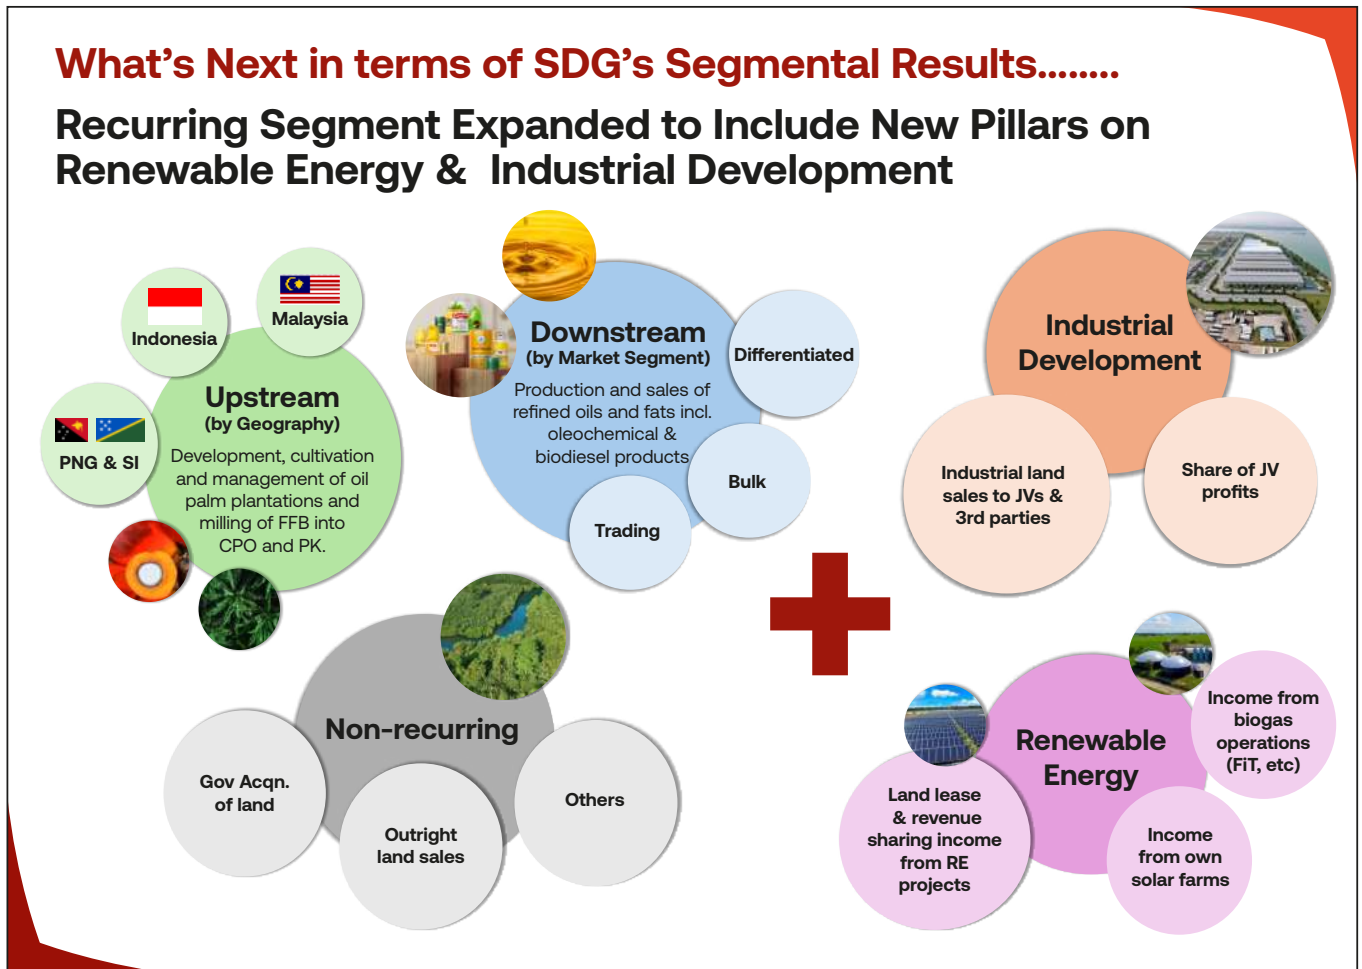 What's Next in terms of SDG's Segmental Results........
Recurring Segment Expanded to Include New Pillars on
Renewable Energy & Industrial Development
Indonesia
Malaysia
PNG & SI
Upstream
(by Geography)
Development, cultivation
and management of oil
palm plantations and
milling of FFB into
CPO and PK.
Downstream
(by Market Segment)
Production and sales of
refined oils and fats incl.
oleochemical &
biodiesel products
Differentiated
Bulk
Trading
Industrial
Development
Industrial land
sales to JVs &
3rd parties
Share of JV
profits
Non-recurring
Gov Acqn.
of land
Outright
land sales
Others
Renewable
Energy
Land lease
& revenue
sharing income
from RE
projects
Income from
biogas
operations
(FiT, etc)
Income
from own
solar farms